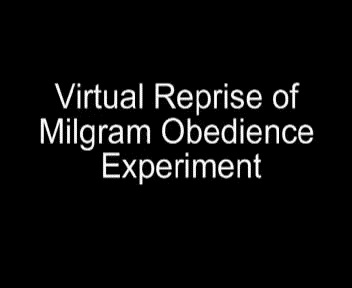 Virtual Reprise of
Milgram Obedience
Experiment